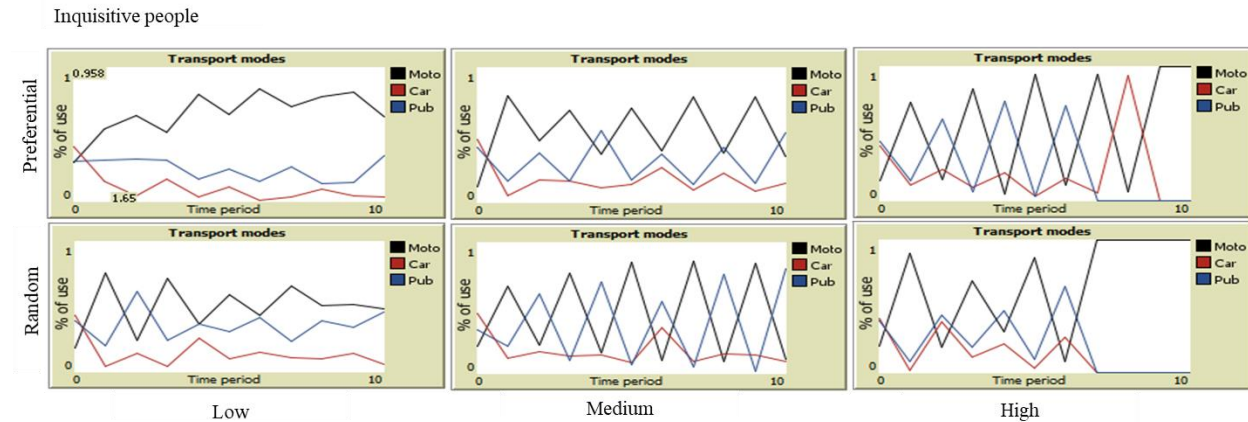 Inquisitive people
Preferential
Transport modes
1
0.958
% of use
0
1.65
0
Time period
10
Moto
Car
Pub
Transport modes
1
% of use
0
0
Time period
10
Moto
Car
Pub
Transport modes
1
% of use
0
0
Time period
10
Moto
Car
Pub
Random
Transport modes
1
% of use
0
0
Time period
10
Moto
Car
Pub
Transport modes
1
% of use
0
0
Time period
10
Moto
Car
Pub
Transport modes
1
% of use
0
0
Time period
10
Moto
Car
Pub
Low
Medium
High